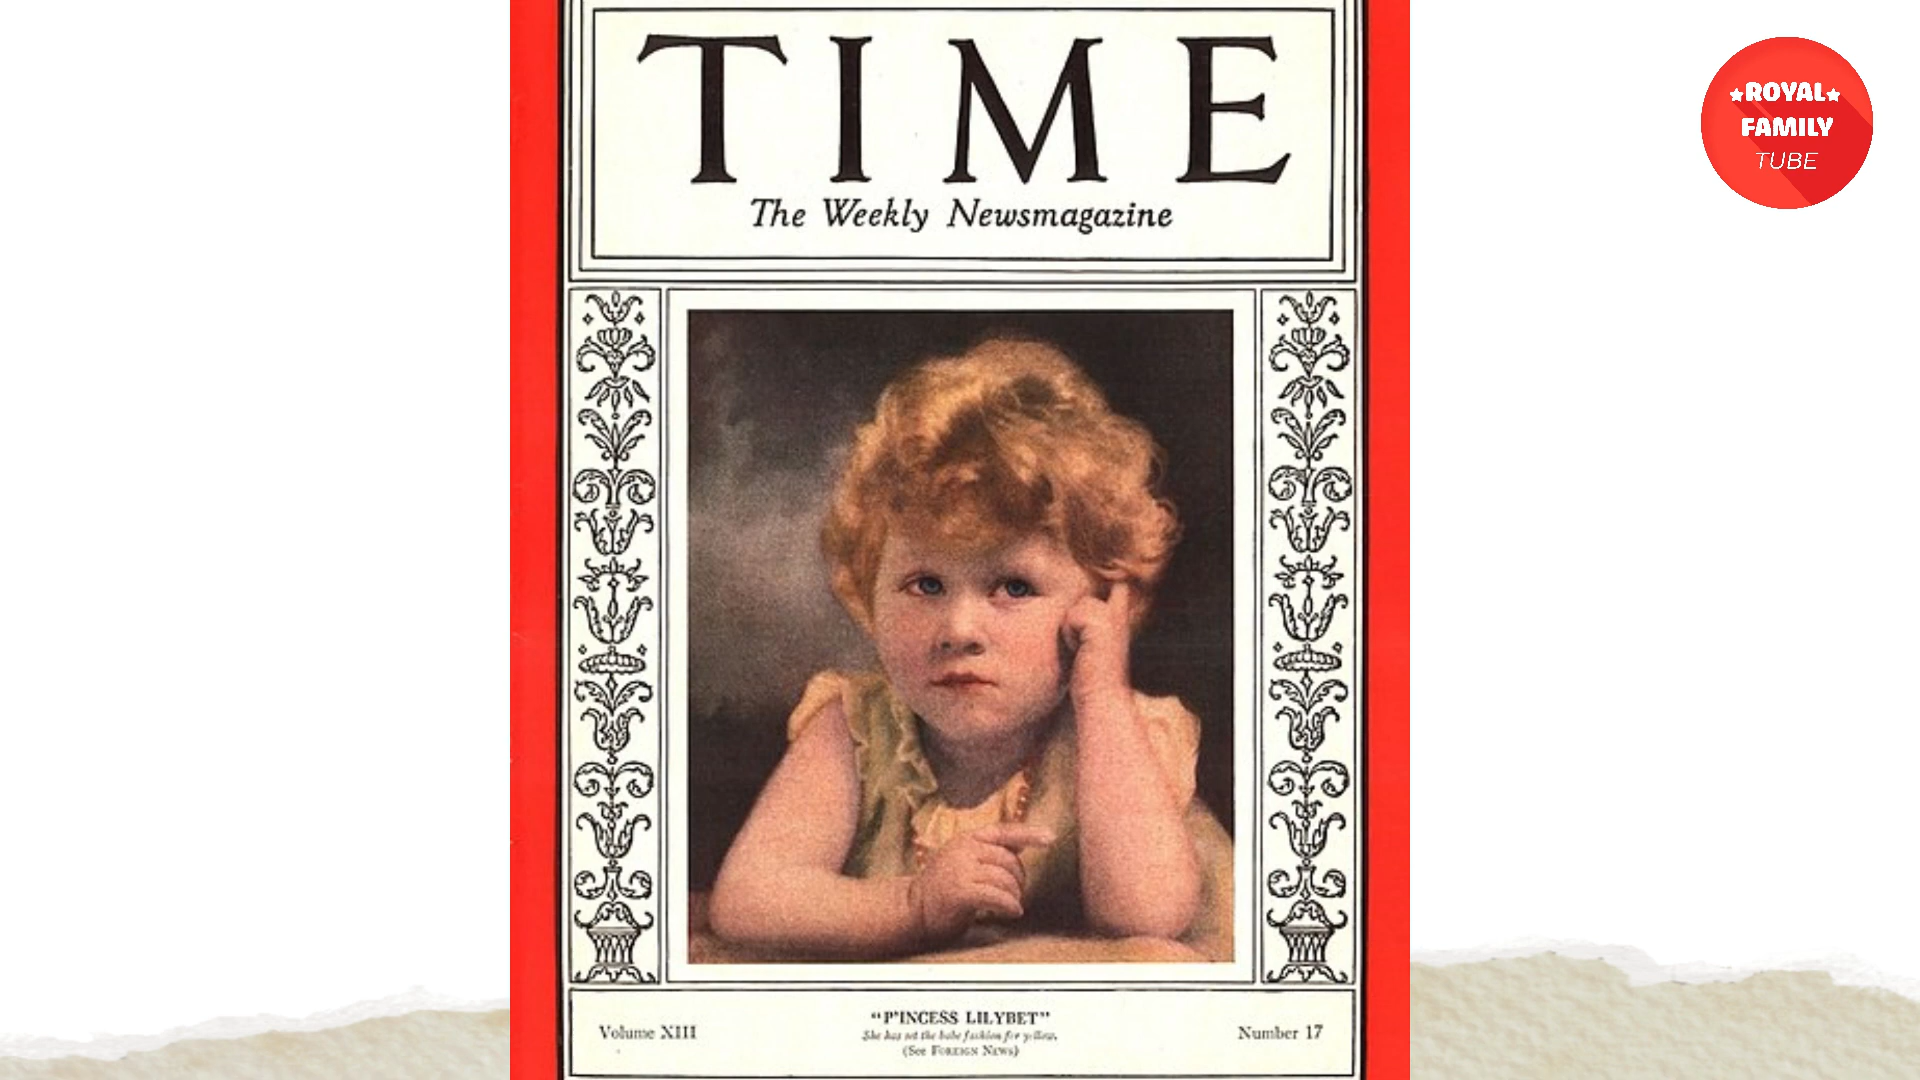 TIME
The Weekly Newsmagazine
★ROYAL★
FAMILY
TUBE
"P'INCESS LILYBET"
She has set the babe fashion for yellow.
(See FOREIGN NEWS)
Volume XIII
Number 17